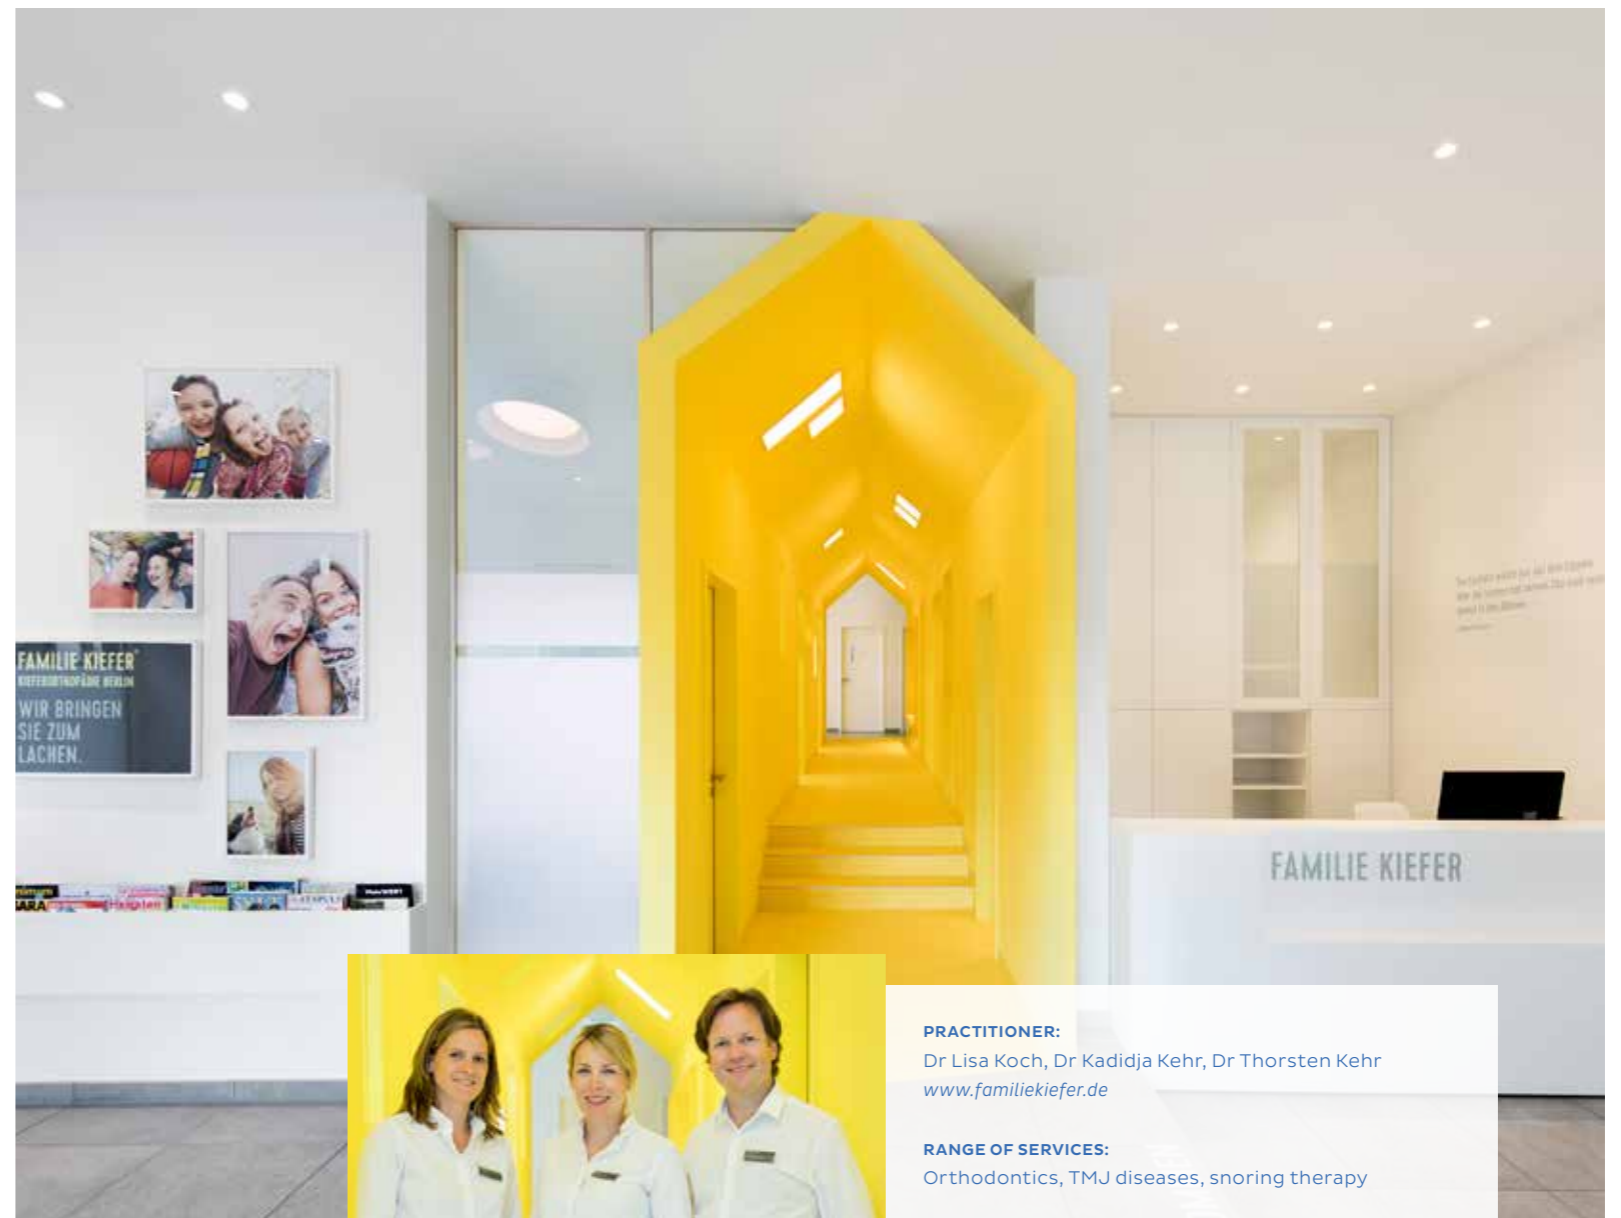 FAMILIE KIEFER
KIEFERORTHOPÄDIE BERLIN
WIR BRINGEN
SIE ZUM
LACHEN.
FAMILIE KIEFER
PRACTITIONER:
Dr Lisa Koch, Dr Kadidja Kehr, Dr Thorsten Kehr
www.familiekiefer.de
RANGE OF SERVICES:
Orthodontics, TMJ diseases, snoring therapy